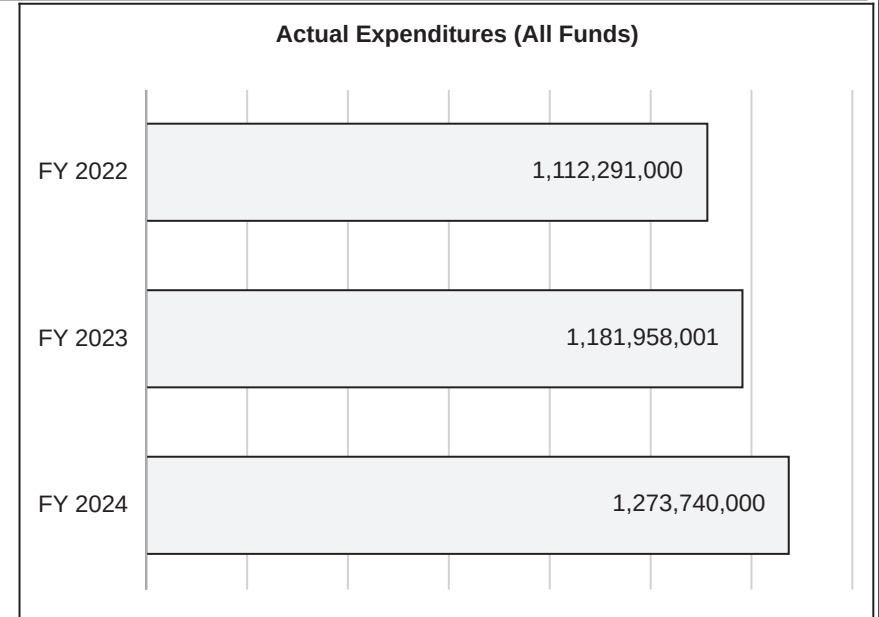 Actual Expenditures (All Funds)
FY 2022 1,112,291,000
FY 2023 1,181,958,001
FY 2024 1,273,740,000